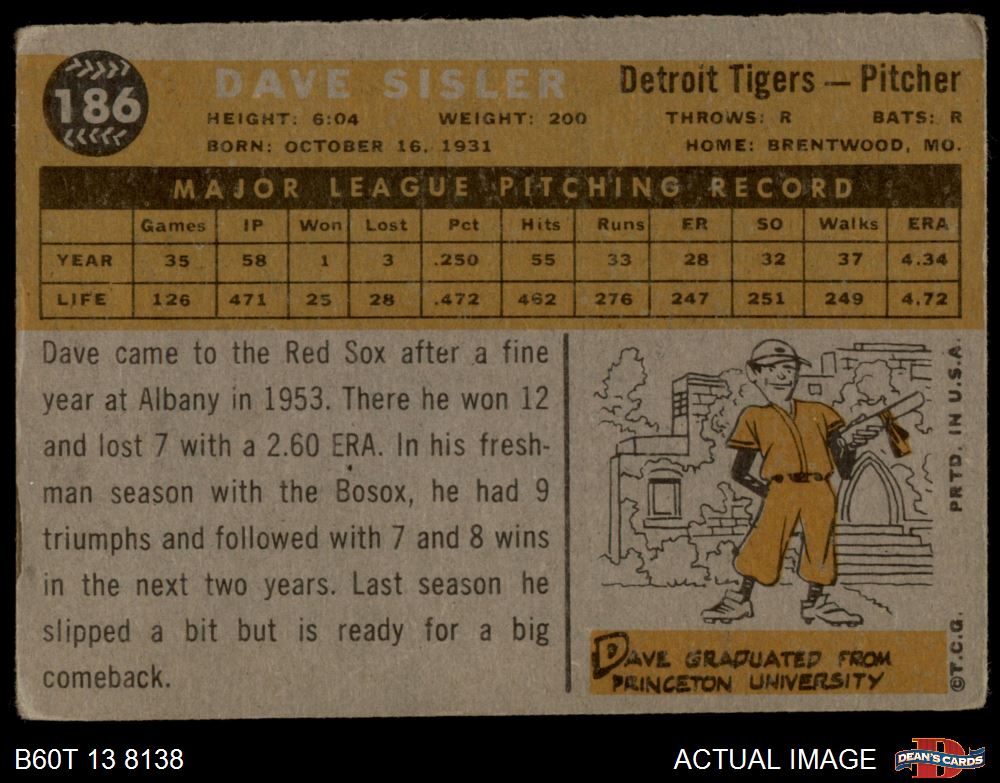 186
DAVE SISLER
Detroit Tigers — Pitcher
HEIGHT: 6:04 WEIGHT: 200 THROWS: R BATS: R
BORN: OCTOBER 16, 1931 HOME: BRENTWOOD, MO.
MAJOR LEAGUE PITCHING RECORD
Games IP Won Lost Pct Hits Runs ER SO Walks ERA
YEAR 35 58 1 3 .250 55 33 28 32 37 4.34
LIFE 126 471 25 28 .472 462 276 247 251 249 4.72
Dave came to the Red Sox after a fine
year at Albany in 1953. There he won 12
and lost 7 with a 2.60 ERA. In his fresh-
man season with the Bosox, he had 9
triumphs and followed with 7 and 8 wins
in the next two years. Last season he
slipped a bit but is ready for a big
comeback.
DAVE GRADUATED FROM
PRINCETON UNIVERSITY
©T.C.G. PRTD. IN U.S.A.
B60T 13 8138
ACTUAL IMAGE
D
DEAN'S CARDS